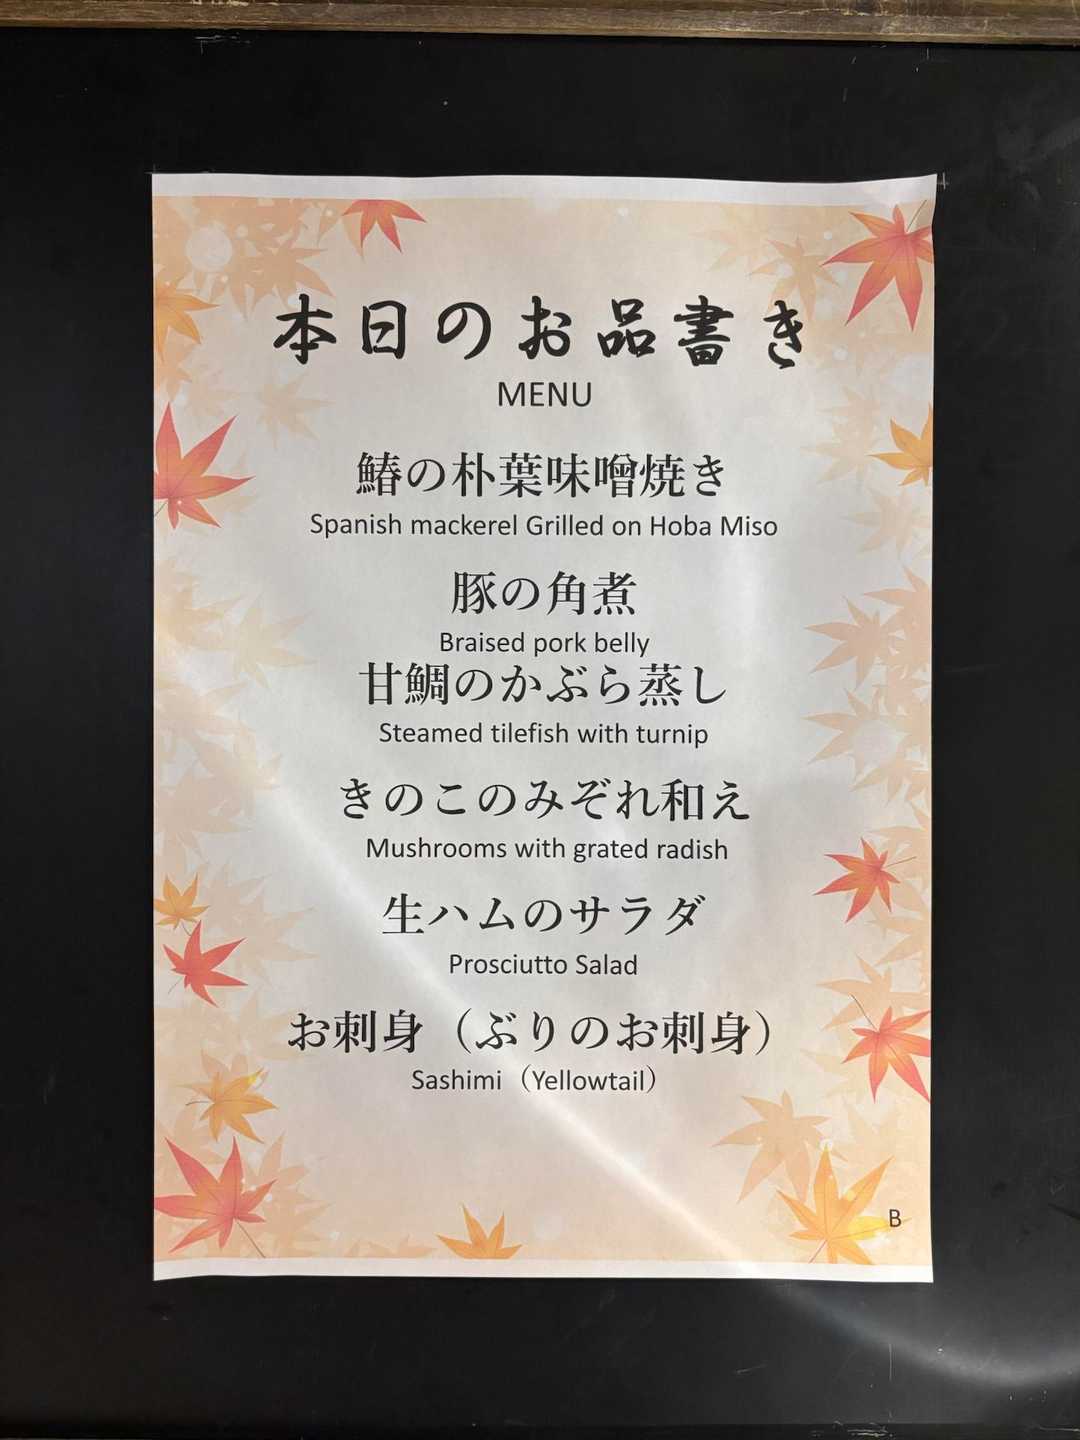 本日のお品書き
MENU
鰆の朴葉味噌焼き
Spanish mackerel Grilled on Hoba Miso
豚の角煮
Braised pork belly
甘鯛のかぶら蒸し
Steamed tilefish with turnip
きのこのみぞれ和え
Mushrooms with grated radish
生ハムのサラダ
Prosciutto Salad
お刺身（ぶりのお刺身）
Sashimi（Yellowtail）
B